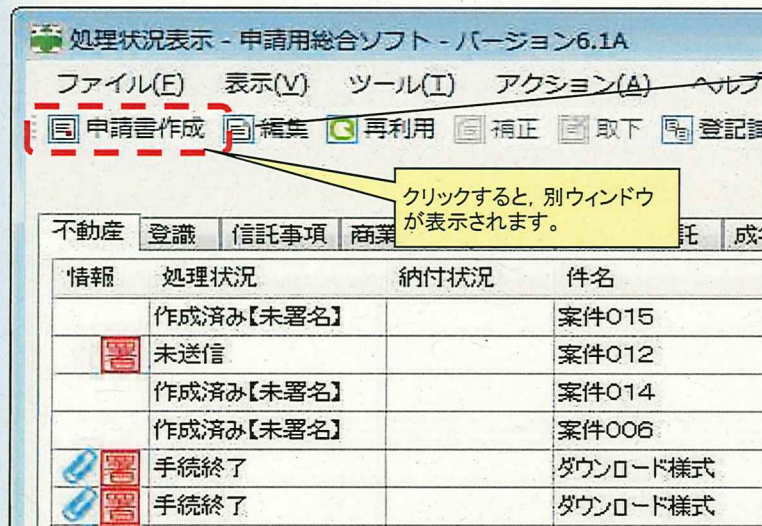 処理状況表示 - 申請用総合ソフト - バージョン6.1A
ファイル(F) 表示(V) ツール(T) アクション(A) ヘルプ
申請書作成 編集 再利用 補正 取下 登記
クリックすると，別ウィンドウ
が表示されます。
不動産 登識 信託事項 商業 託 成
情報 処理状況 納付状況 件名
作成済み【未署名】 案件015
署 未送信 案件012
作成済み【未署名】 案件014
作成済み【未署名】 案件006
署 手続終了 ダウンロード様式
署 手続終了 ダウンロード様式